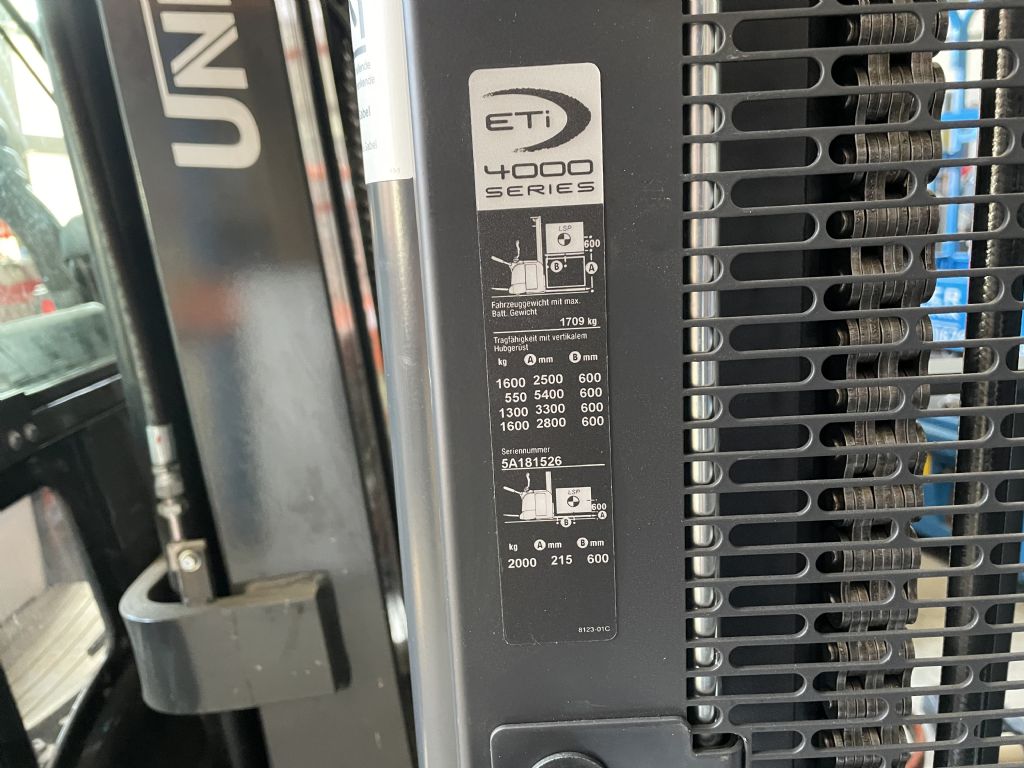 UNI
ETi
4000
SERIES
LSP
600
B
A
Fahrzeuggewicht mit max.
Batt. Gewicht
1709 kg
Tragfähigkeit mit vertikalem
Hubgerüst
kg A mm B mm
1600 2500 600
550 5400 600
1300 3300 600
1600 2800 600
Seriennummer
5A181526
LSP
600
A
B
kg A mm B mm
2000 215 600
8123-01C